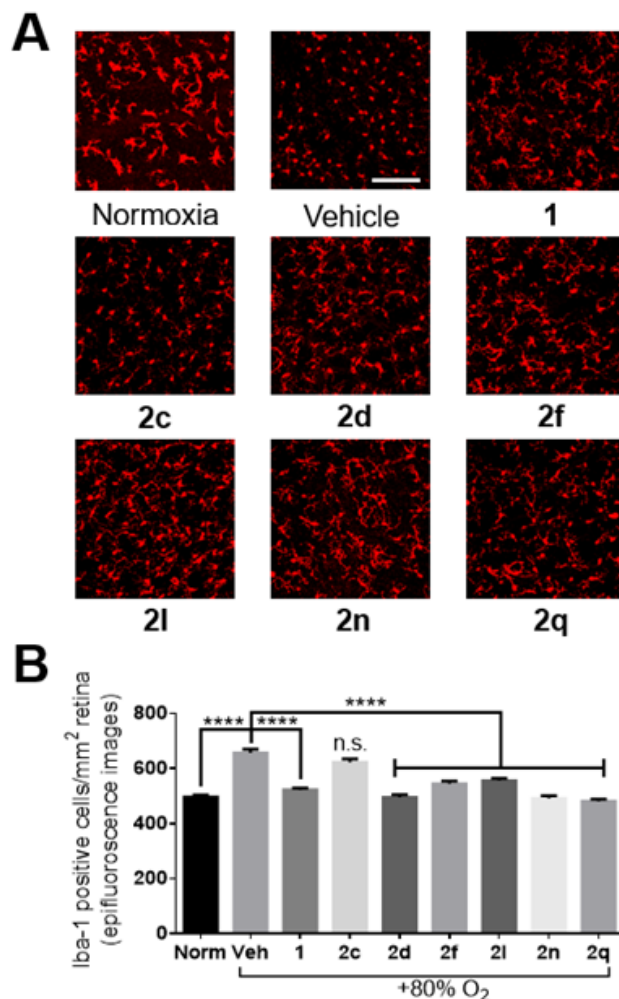 A
Normoxia Vehicle 1
2c 2d 2f
2l 2n 2q
B
Iba-1 positive cells/mm² retina
(epifluoroscence images)
800
600
400
200
0
****
**** ****
n.s.
Norm Veh 1 2c 2d 2f 2l 2n 2q
+80% O₂